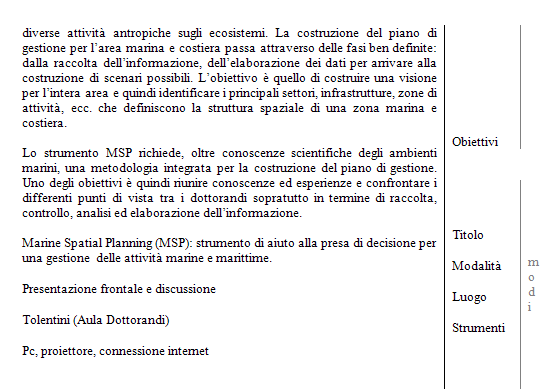 diverse attività antropiche sugli ecosistemi. La costruzione del piano di
gestione per l'area marina e costiera passa attraverso delle fasi ben definite:
dalla raccolta dell'informazione, dell'elaborazione dei dati per arrivare alla
costruzione di scenari possibili. L'obiettivo è quello di costruire una visione
per l'intera area e quindi identificare i principali settori, infrastrutture, zone di
attività, ecc. che definiscono la struttura spaziale di una zona marina e
costiera.
Obiettivi
Lo strumento MSP richiede, oltre conoscenze scientifiche degli ambienti
marini, una metodologia integrata per la costruzione del piano di gestione.
Uno degli obiettivi è quindi riunire conoscenze ed esperienze e confrontare i
differenti punti di vista tra i dottorandi sopratutto in termine di raccolta,
controllo, analisi ed elaborazione dell'informazione.
Titolo
Marine Spatial Planning (MSP): strumento di aiuto alla presa di decisione per
una gestione delle attività marine e marittime.
Modalità
Presentazione frontale e discussione
Luogo
Tolentini (Aula Dottorandi)
Strumenti
Pc, proiettore, connessione internet
m
o
d
i